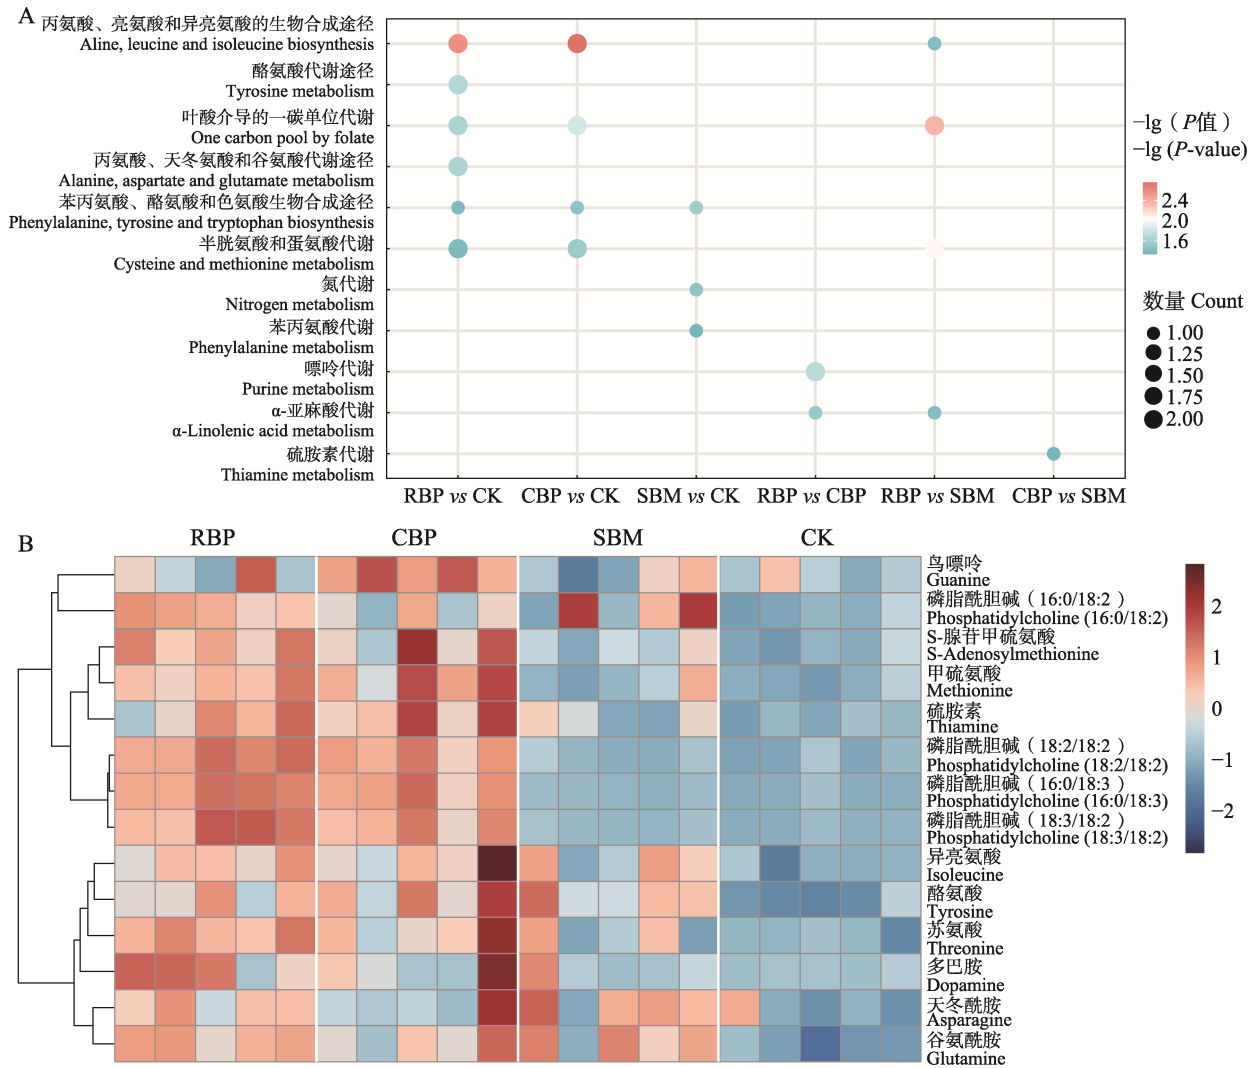 A
丙氨酸、亮氨酸和异亮氨酸的生物合成途径
Aline, leucine and isoleucine biosynthesis
酪氨酸代谢途径
Tyrosine metabolism
叶酸介导的一碳单位代谢
One carbon pool by folate
丙氨酸、天冬氨酸和谷氨酸代谢途径
Alanine, aspartate and glutamate metabolism
苯丙氨酸、酪氨酸和色氨酸生物合成途径
Phenylalanine, tyrosine and tryptophan biosynthesis
半胱氨酸和蛋氨酸代谢
Cysteine and methionine metabolism
氮代谢
Nitrogen metabolism
苯丙氨酸代谢
Phenylalanine metabolism
嘌呤代谢
Purine metabolism
α-亚麻酸代谢
α-Linolenic acid metabolism
硫胺素代谢
Thiamine metabolism
RBP vs CK
CBP vs CK
SBM vs CK
RBP vs CBP
RBP vs SBM
CBP vs SBM
−lg（P值）
−lg (P-value)
2.4
2.0
1.6
数量 Count
1.00
1.25
1.50
1.75
2.00
B
RBP
CBP
SBM
CK
鸟嘌呤
Guanine
磷脂酰胆碱（16:0/18:2）
Phosphatidylcholine (16:0/18:2)
S-腺苷甲硫氨酸
S-Adenosylmethionine
甲硫氨酸
Methionine
硫胺素
Thiamine
磷脂酰胆碱（18:2/18:2）
Phosphatidylcholine (18:2/18:2)
磷脂酰胆碱（16:0/18:3）
Phosphatidylcholine (16:0/18:3)
磷脂酰胆碱（18:3/18:2）
Phosphatidylcholine (18:3/18:2)
异亮氨酸
Isoleucine
酪氨酸
Tyrosine
苏氨酸
Threonine
多巴胺
Dopamine
天冬酰胺
Asparagine
谷氨酰胺
Glutamine
2
1
0
−1
−2